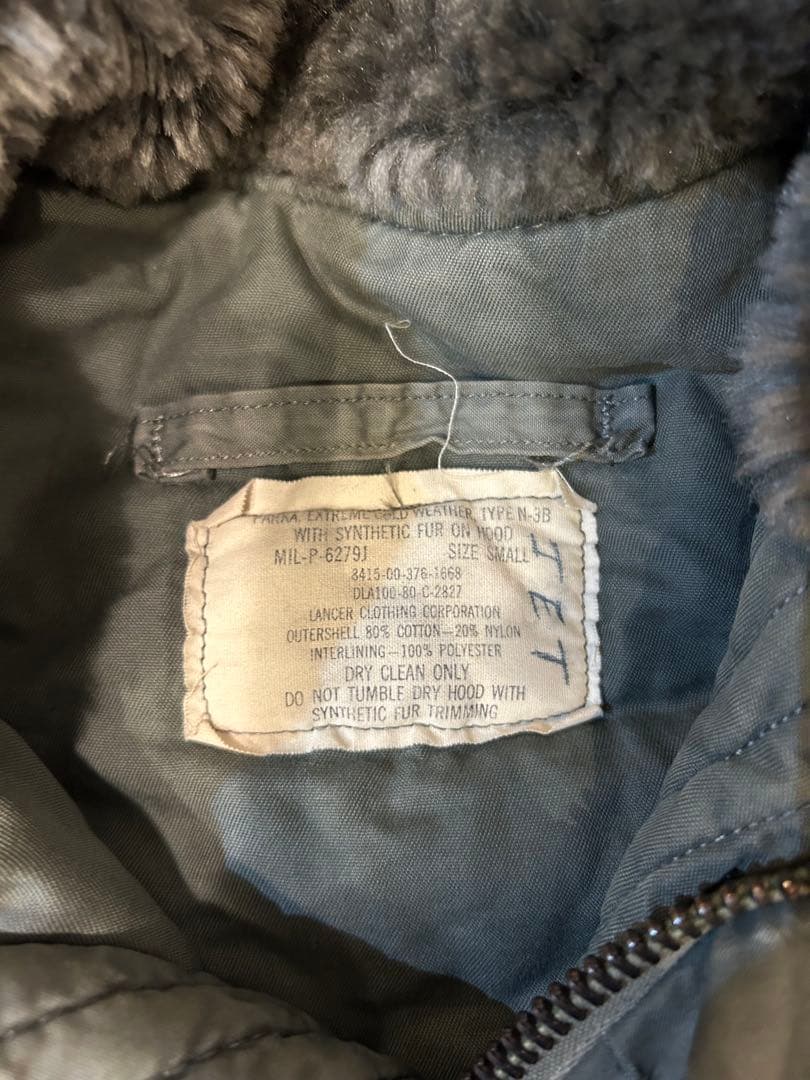 PARKA, EXTREME COLD WEATHER, TYPE N-3B
WITH SYNTHETIC FUR ON HOOD
MIL-P-6279J SIZE SMALL
8415-00-376-1668
DLA100-80-C-2827
LANCER CLOTHING CORPORATION
OUTERSHELL 80% COTTON—20% NYLON
INTERLINING—100% POLYESTER
DRY CLEAN ONLY
DO NOT TUMBLE DRY HOOD WITH
SYNTHETIC FUR TRIMMING
JET